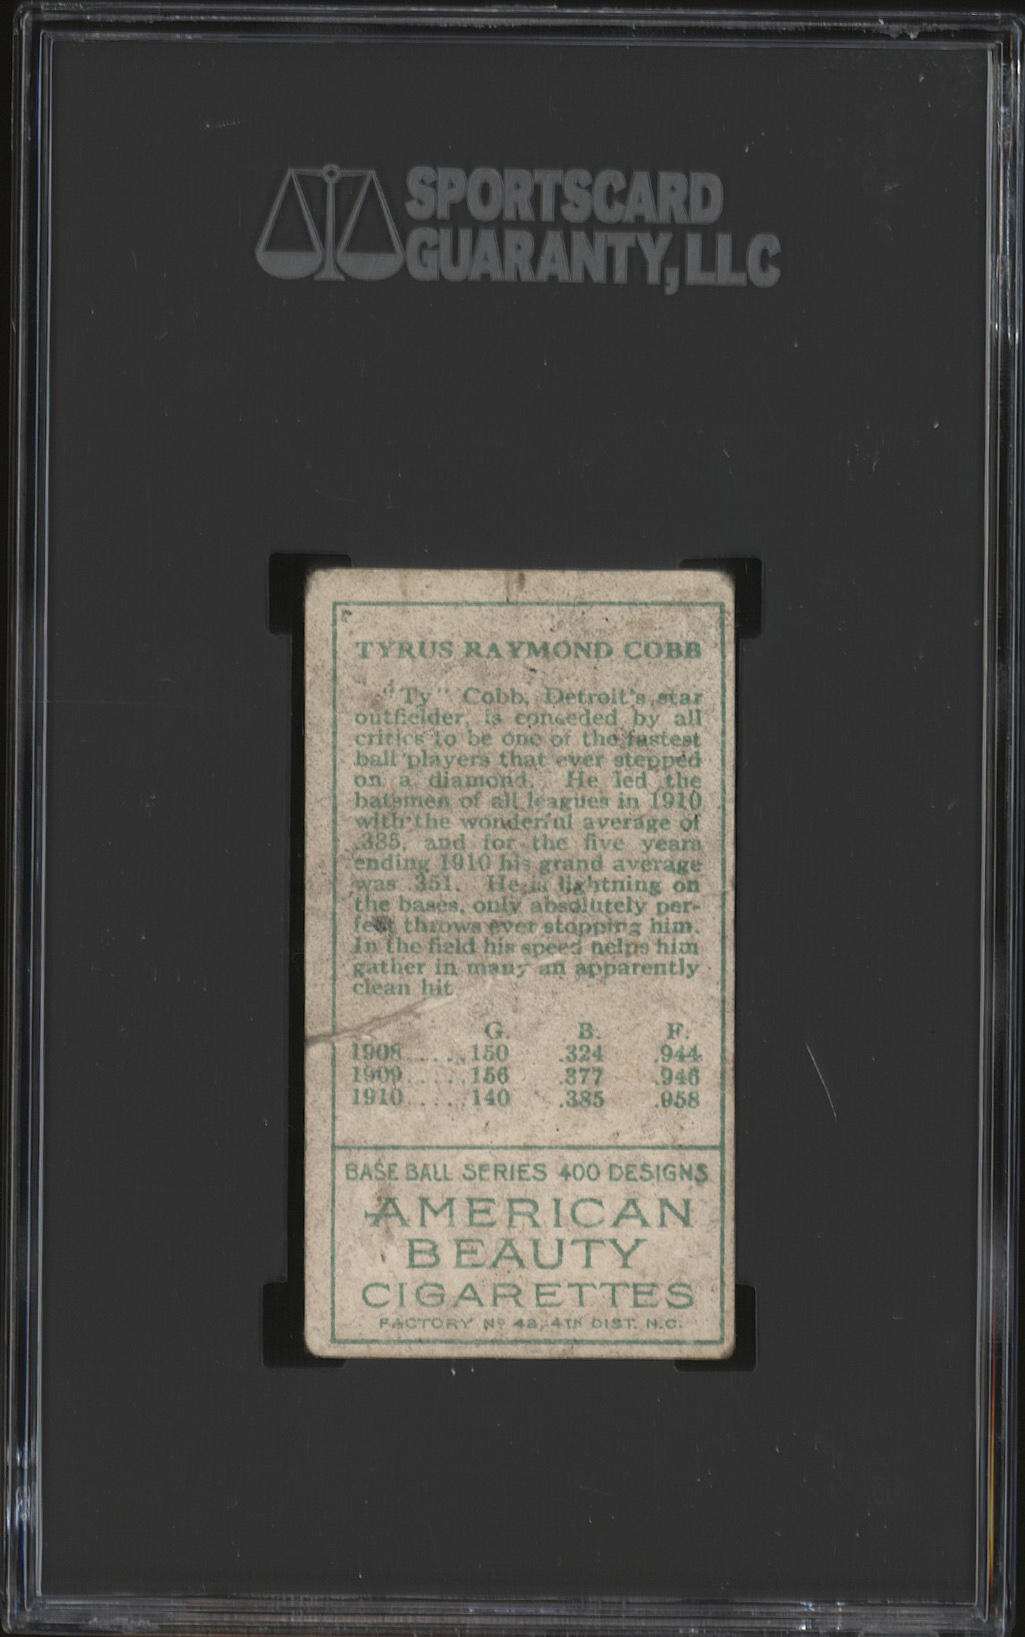 SPORTSCARD
GUARANTY, LLC
TYRUS RAYMOND COBB
"Ty" Cobb, Detroit's star
outfielder, is conceded by all
critics to be one of the fastest
ball players that ever stepped
on a diamond. He led the
batsmen of all leagues in 1910
with the wonderful average of
.385, and for the five years
ending 1910 his grand average
was .351. He is lightning on
the bases, only absolutely per-
fect throws ever stopping him.
In the field his speed helps him
gather in many an apparently
clean hit
G. B. F.
1908.....150 .324 .944
1909.....156 .377 .946
1910.....140 .385 .958
BASE BALL SERIES 400 DESIGNS
AMERICAN
BEAUTY
CIGARETTES
FACTORY Nº 42, 4TH DIST. N.C.